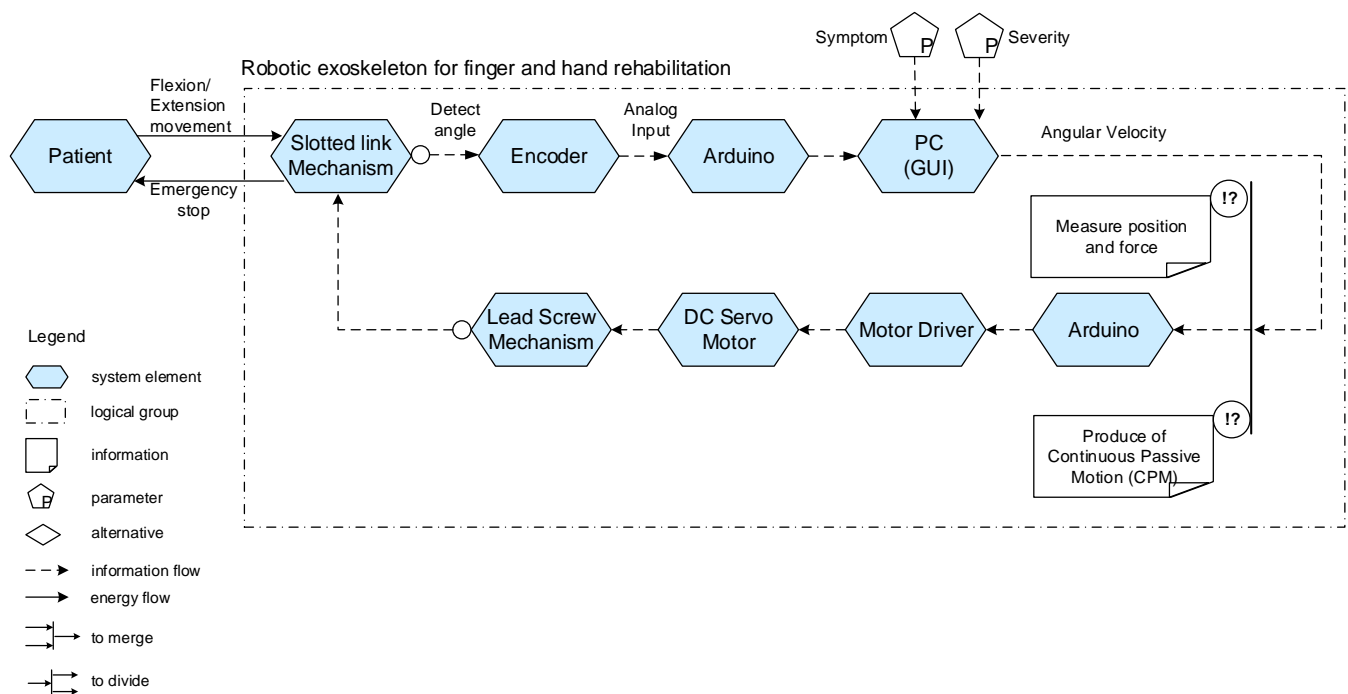 Symptom
P
P
Severity
Robotic exoskeleton for finger and hand rehabilitation
Flexion/
Extension
movement
Patient
Emergency
stop
Slotted link
Mechanism
Detect
angle
Encoder
Analog
Input
Arduino
PC
(GUI)
Angular Velocity
!?
Measure position
and force
Lead Screw
Mechanism
DC Servo
Motor
Motor Driver
Arduino
!?
Produce of
Continuous Passive
Motion (CPM)
Legend
system element
logical group
information
P
parameter
alternative
information flow
energy flow
to merge
to divide